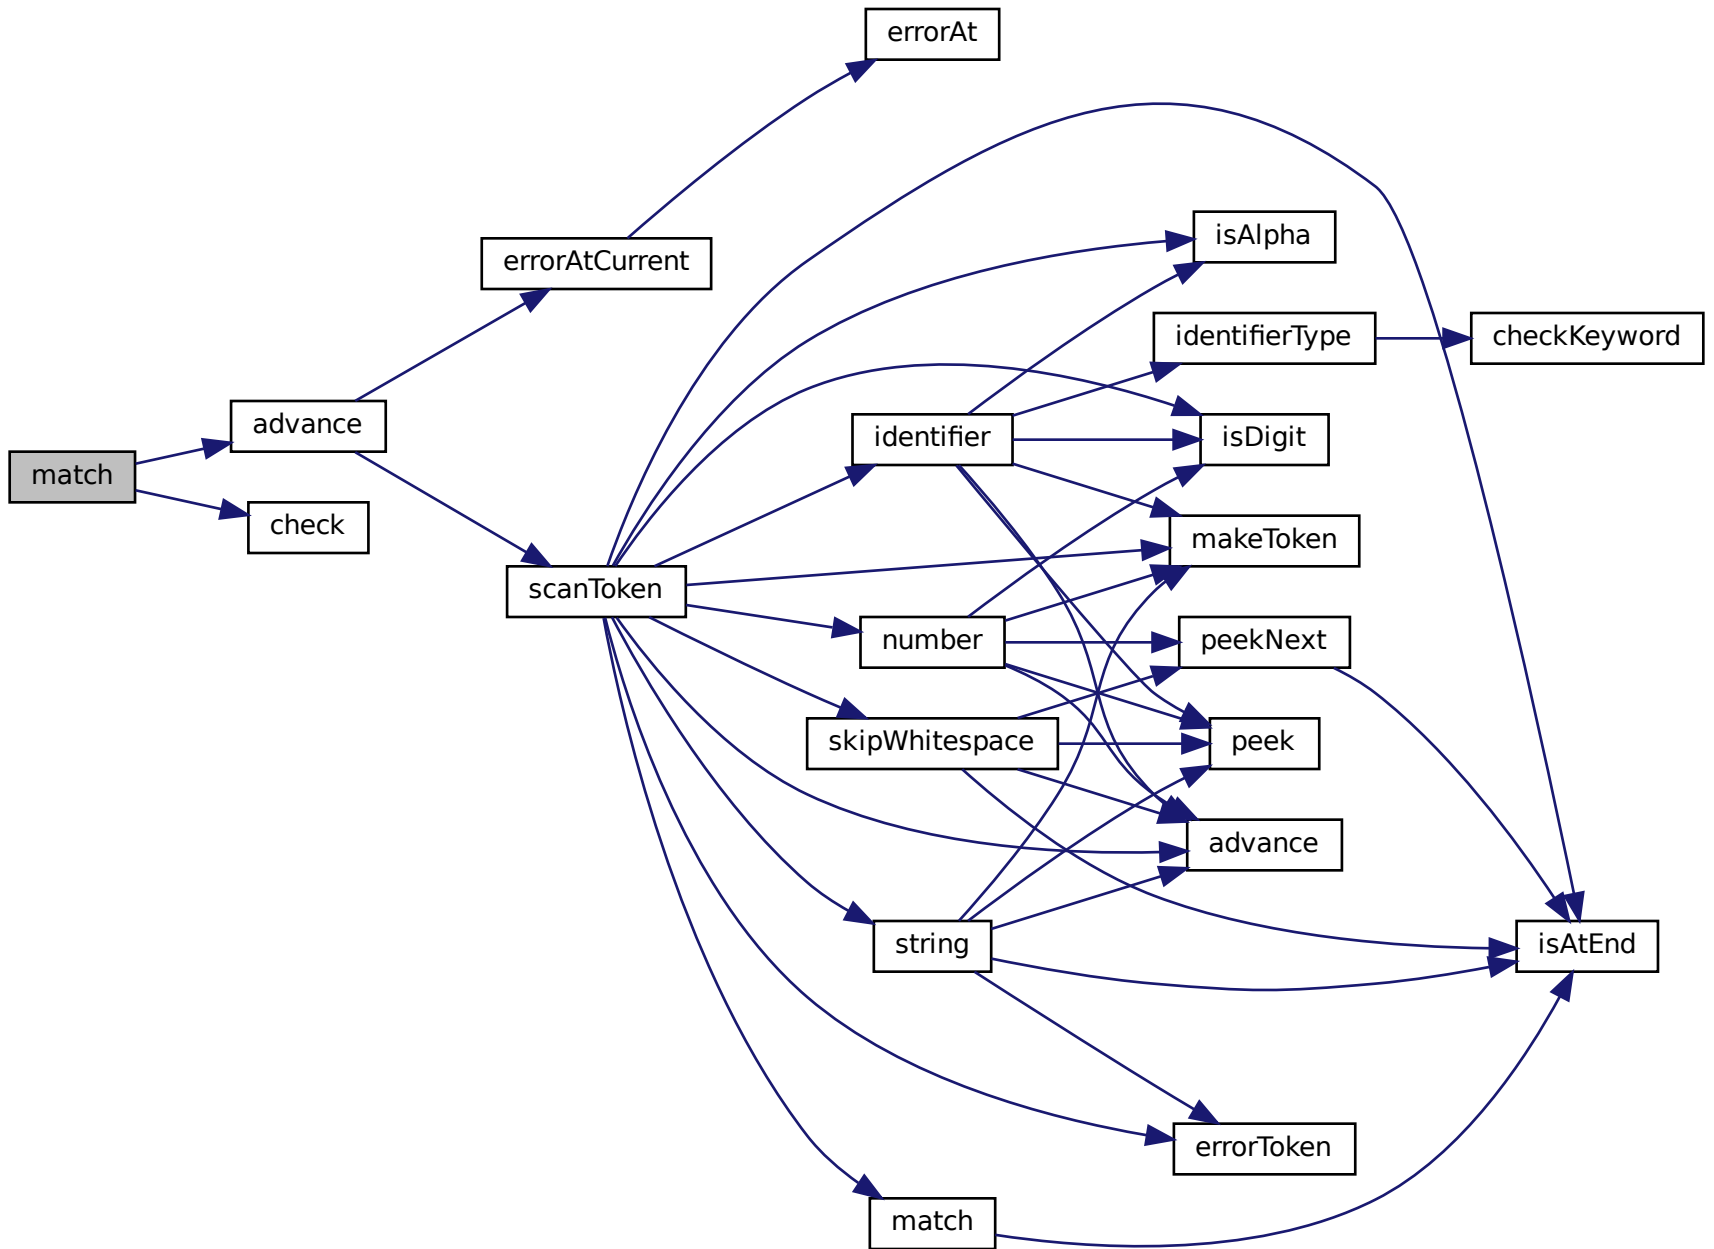 errorAt
isAlpha
errorAtCurrent
identifierType
checkKeyword
advance
identifier
isDigit
match
check
makeToken
scanToken
number
peekNext
skipWhitespace
peek
advance
string
isAtEnd
errorToken
match